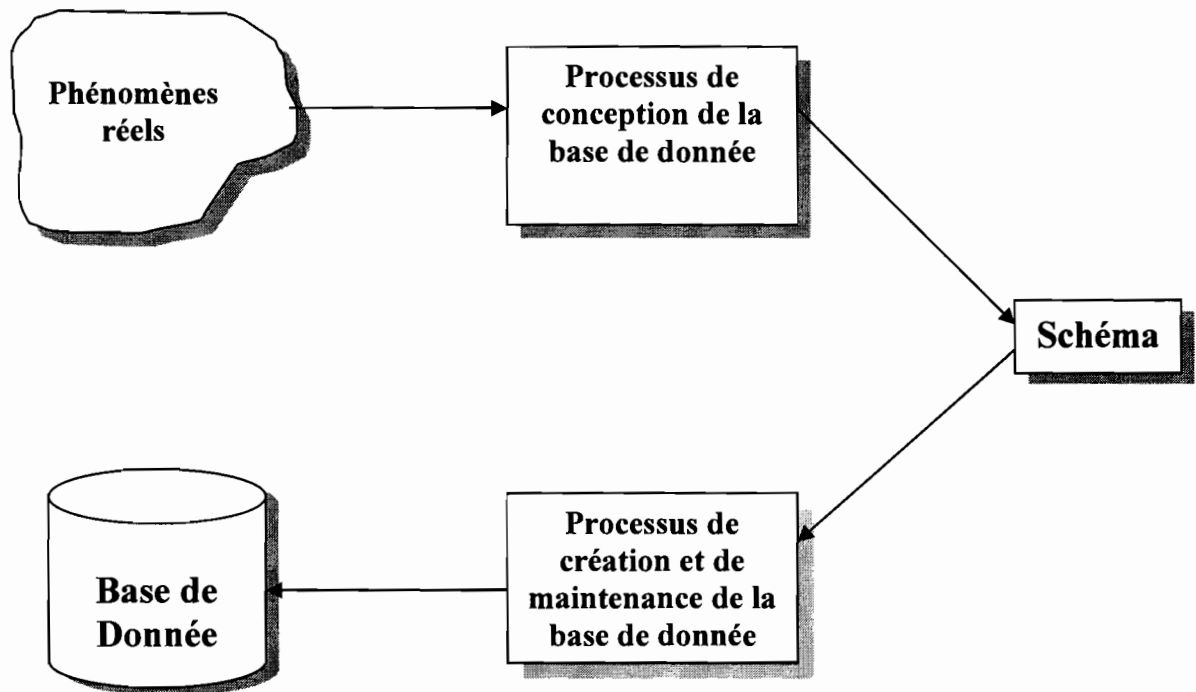 Phénomènes
réels
Processus de
conception de la
base de donnée
Schéma
Processus de
création et de
maintenance de la
base de donnée
Base de
Donnée